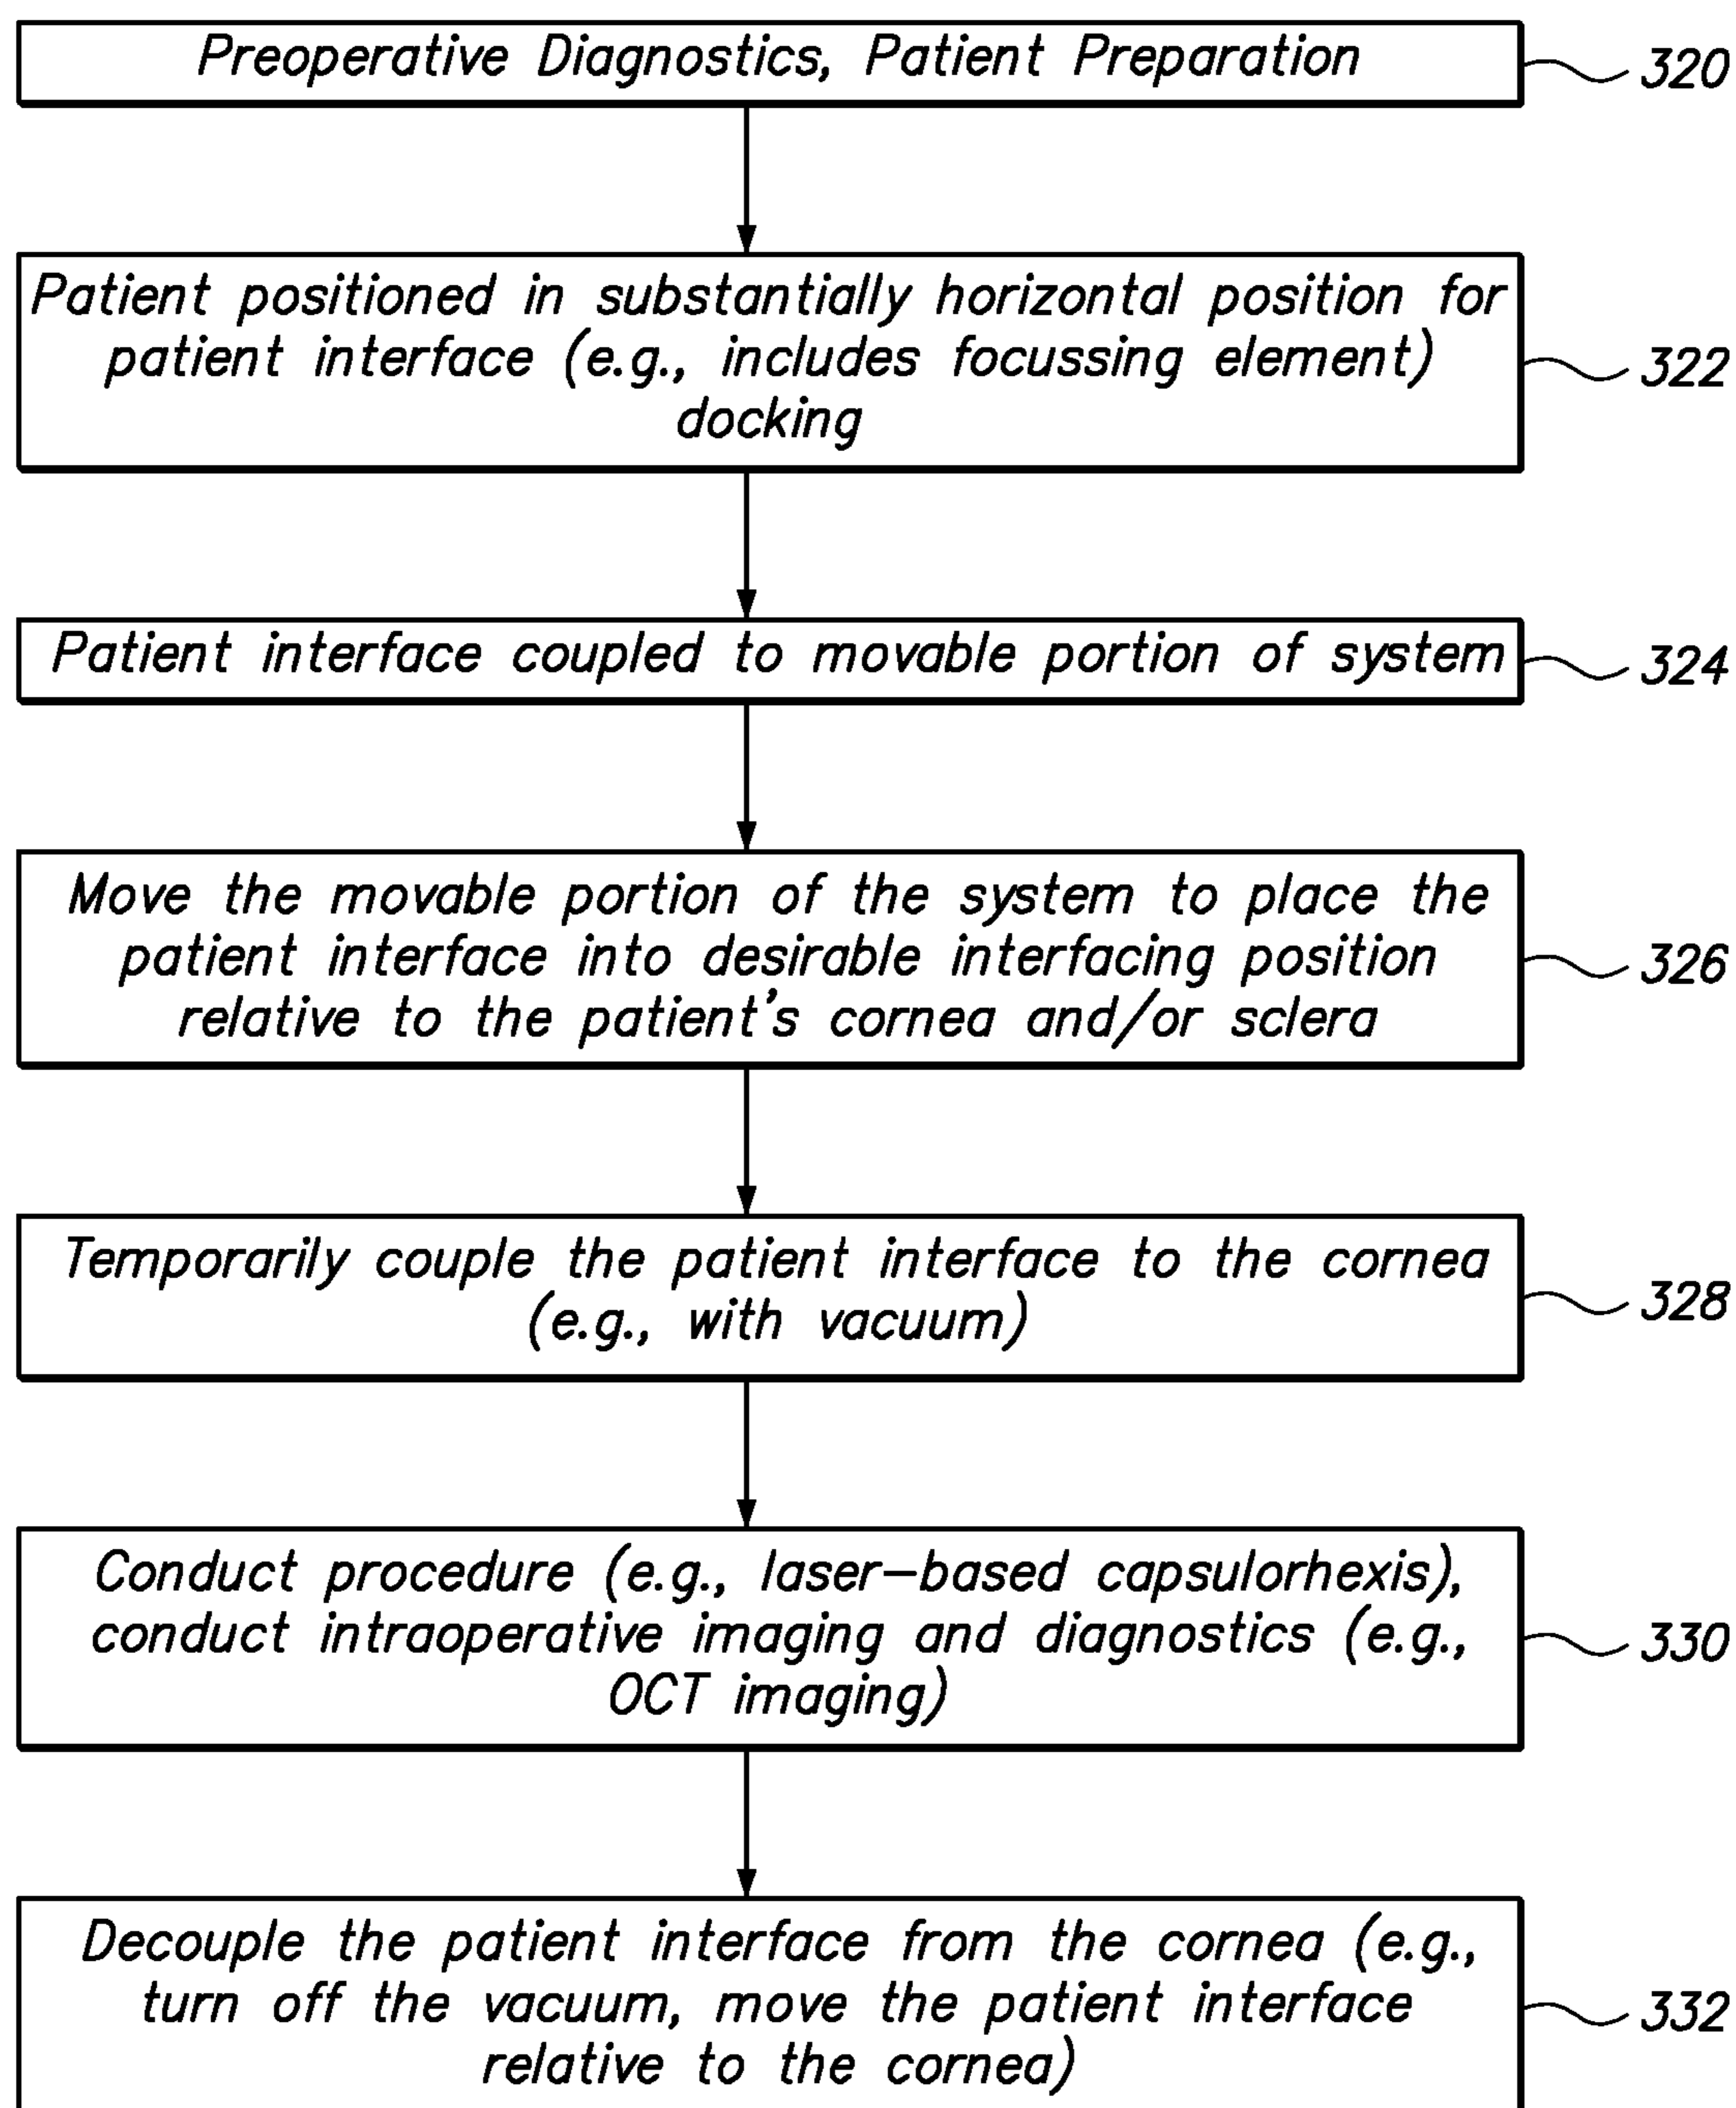 Preoperative Diagnostics, Patient Preparation
320
Patient positioned in substantially horizontal position for
patient interface (e.g., includes focussing element)
docking
322
Patient interface coupled to movable portion of system
324
Move the movable portion of the system to place the
patient interface into desirable interfacing position
relative to the patient's cornea and/or sclera
326
Temporarily couple the patient interface to the cornea
(e.g., with vacuum)
328
Conduct procedure (e.g., laser-based capsulorhexis),
conduct intraoperative imaging and diagnostics (e.g.,
OCT imaging)
330
Decouple the patient interface from the cornea (e.g.,
turn off the vacuum, move the patient interface
relative to the cornea)
332